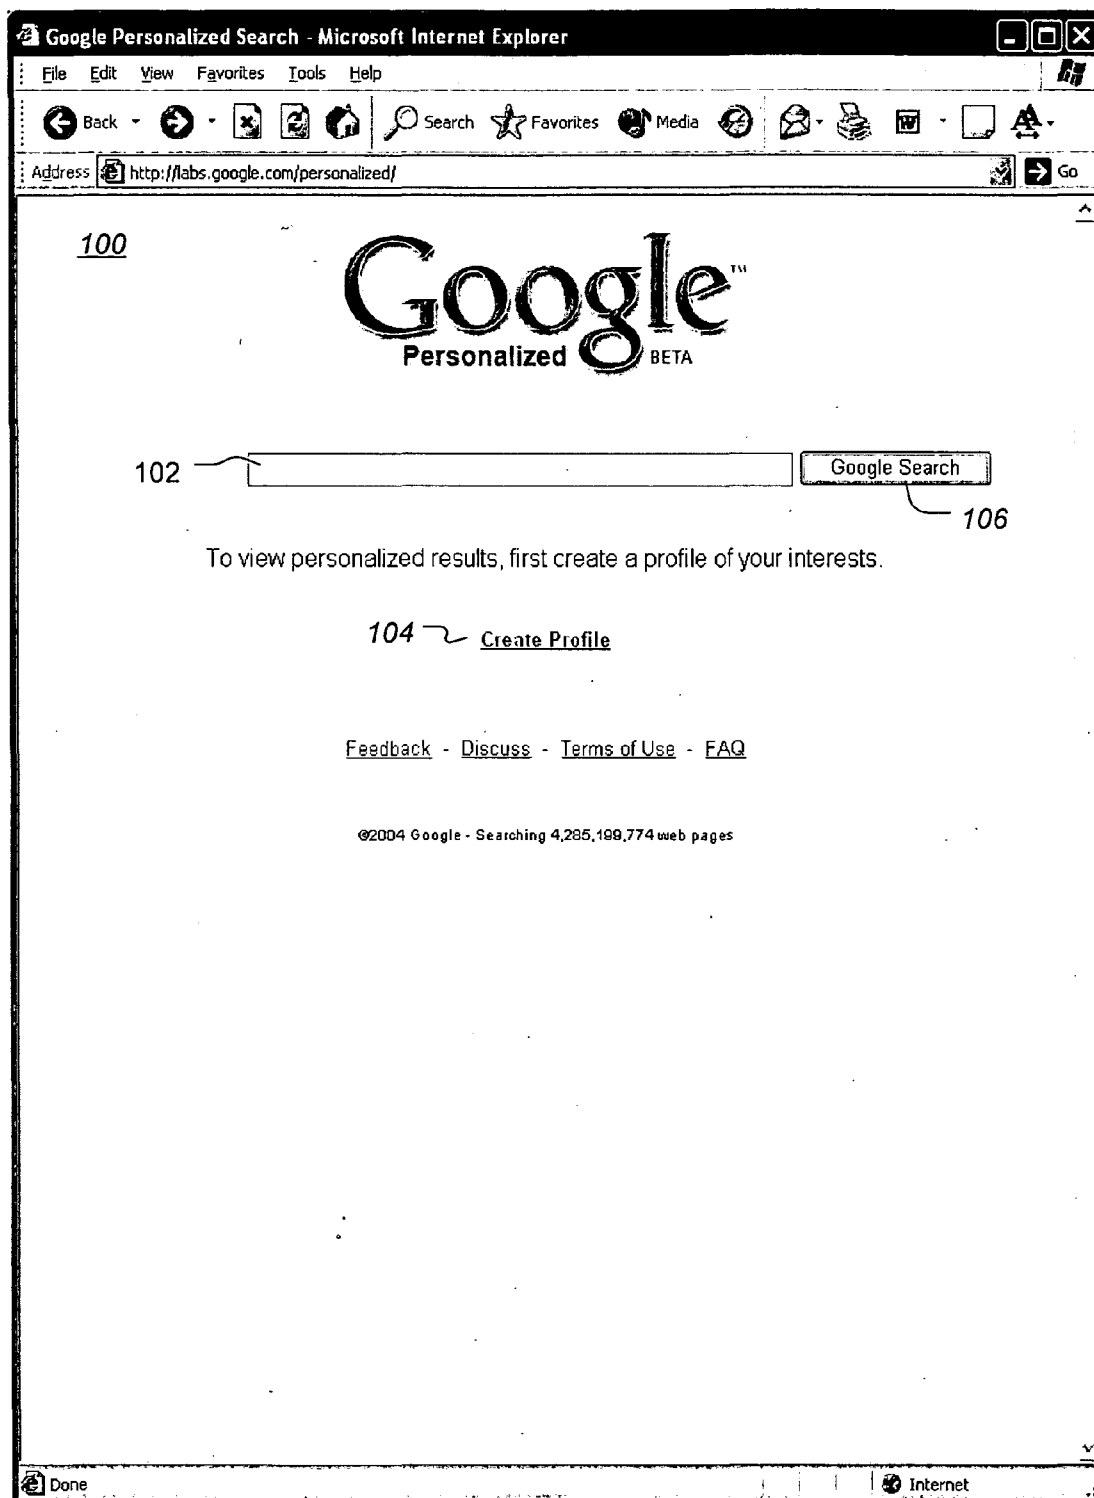 Google Personalized Search - Microsoft Internet Explorer
File Edit View Favorites Tools Help
Back Search Favorites Media
Address http://labs.google.com/personalized/ Go
100
Google™
Personalized BETA
102 Google Search
106
To view personalized results, first create a profile of your interests.
104 Create Profile
Feedback - Discuss - Terms of Use - FAQ
©2004 Google - Searching 4,285,199,774 web pages
Done Internet